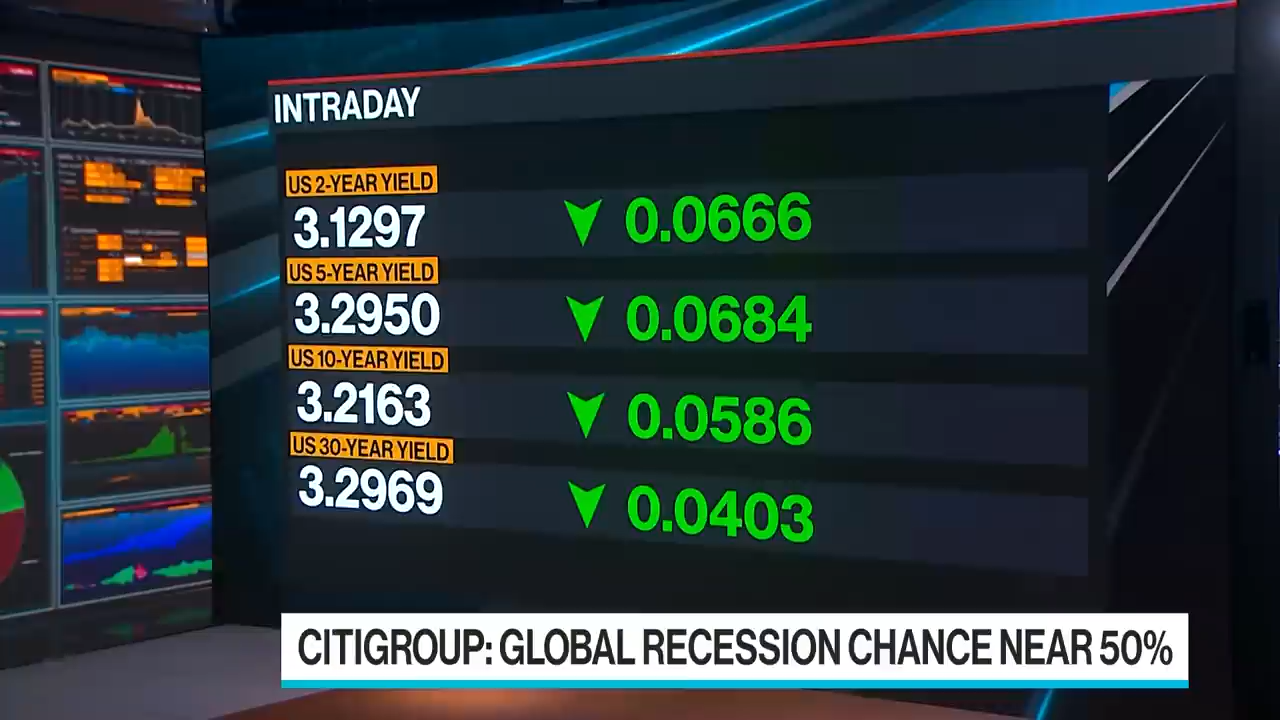 INTRADAY
US 2-YEAR YIELD
3.1297 0.0666
US 5-YEAR YIELD
3.2950 0.0684
US 10-YEAR YIELD
3.2163 0.0586
US 30-YEAR YIELD
3.2969 0.0403
CITIGROUP: GLOBAL RECESSION CHANCE NEAR 50%